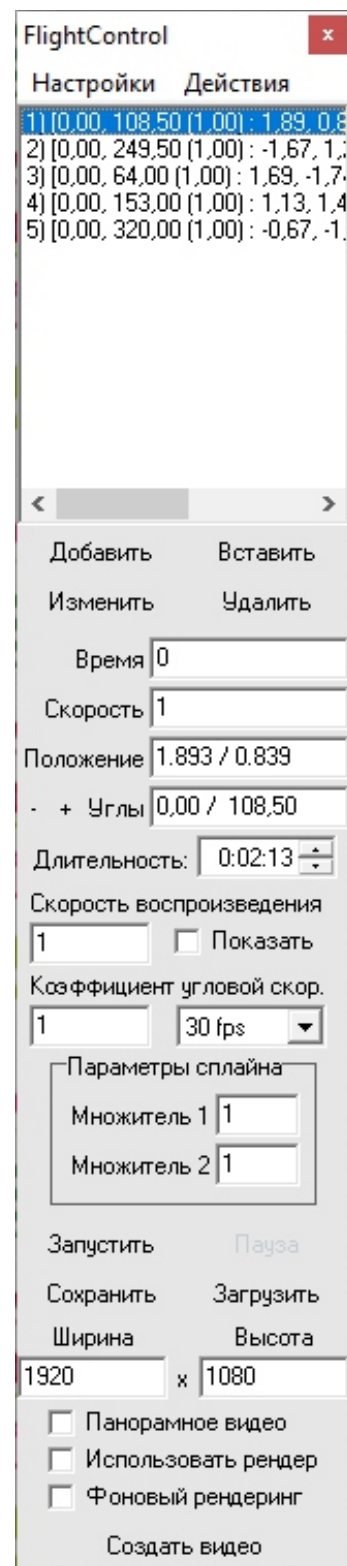 FlightControl
x
Настройки Действия
1) [0,00, 108,50 (1,00) : 1,89, 0,8
2) [0,00, 249,50 (1,00) : -1,67, 1,
3) [0,00, 64,00 (1,00) : 1,69, -1,7
4) [0,00, 153,00 (1,00) : 1,13, 1,4
5) [0,00, 320,00 (1,00) : -0,67, -1,
Добавить Вставить
Изменить Удалить
Время 0
Скорость 1
Положение 1.893 / 0.839
- + Углы 0,00 / 108,50
Длительность: 0:02:13
Скорость воспроизведения
1 Показать
Коэффициент угловой скор.
1 30 fps
Параметры сплайна
Множитель 1 1
Множитель 2 1
Запустить Пауза
Сохранить Загрузить
Ширина Высота
1920 x 1080
Панорамное видео
Использовать рендер
Фоновый рендеринг
Создать видео